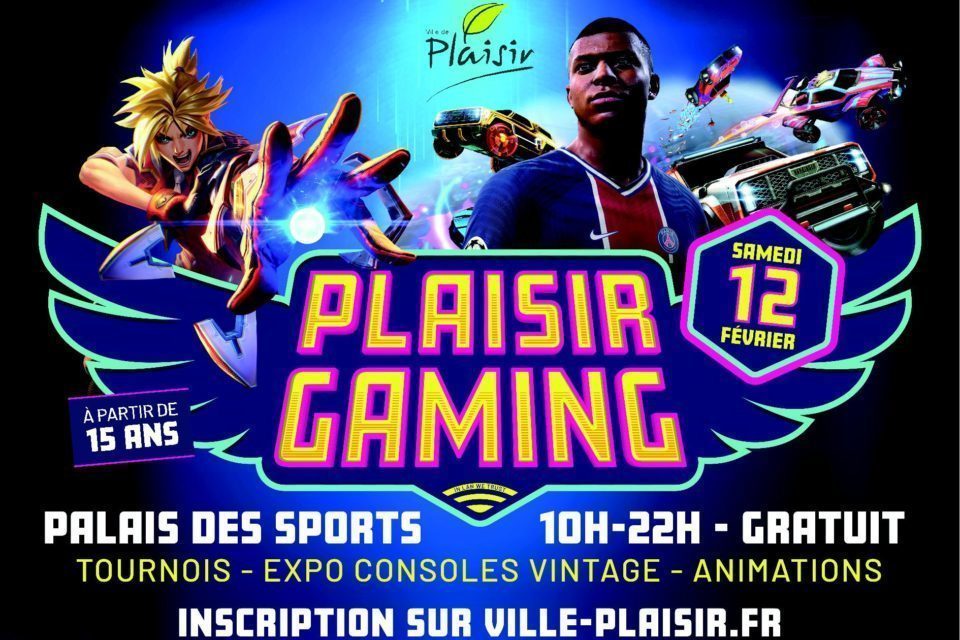 Ville de
Plaisir
SAMEDI
12
FÉVRIER
PLAISIR
GAMING
À PARTIR DE
15 ANS
IN LAN WE TRUST
PALAIS DES SPORTS
10H-22H - GRATUIT
TOURNOIS - EXPO CONSOLES VINTAGE - ANIMATIONS
INSCRIPTION SUR VILLE-PLAISIR.FR